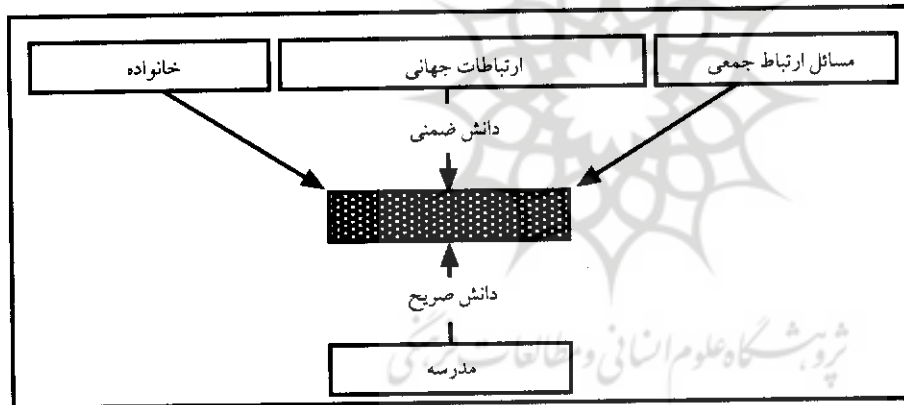 مسائل ارتباط جمعی
ارتباطات جهانی
خانواده
دانش ضمنی
دانش صریح
مدرسه
پژوهشگاه علوم انسانی و مطالعات فرهنگی